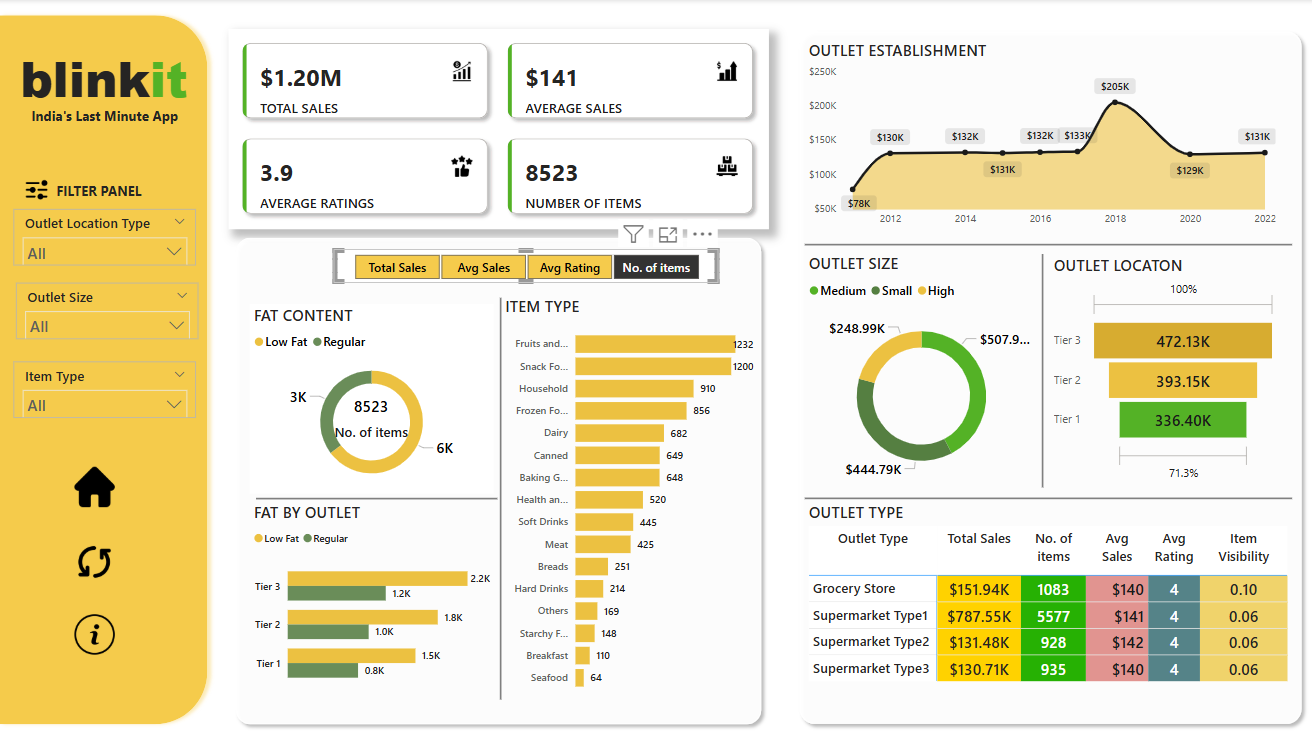 blinkit
India's Last Minute App
FILTER PANEL
Outlet Location Type
All
Outlet Size
All
Item Type
All
$1.20M
TOTAL SALES
$141
AVERAGE SALES
3.9
AVERAGE RATINGS
8523
NUMBER OF ITEMS
Total Sales
Avg Sales
Avg Rating
No. of items
FAT CONTENT
Low Fat Regular
3K
8523
No. of items
6K
FAT BY OUTLET
Low Fat Regular
Tier 3 2.2K
1.2K
Tier 2 1.8K
1.0K
Tier 1 1.5K
0.8K
ITEM TYPE
Fruits and... 1232
Snack Fo... 1200
Household 910
Frozen Fo... 856
Dairy 682
Canned 649
Baking G... 648
Health an... 520
Soft Drinks 445
Meat 425
Breads 251
Hard Drinks 214
Others 169
Starchy F... 148
Breakfast 110
Seafood 64
OUTLET ESTABLISHMENT
$250K
$200K
$150K
$100K
$50K
$78K
$130K
$132K
$131K
$132K
$133K
$205K
$129K
$131K
2012 2014 2016 2018 2020 2022
OUTLET SIZE
Medium Small High
$248.99K
$507.9...
$444.79K
OUTLET LOCATON
100%
Tier 3 472.13K
Tier 2 393.15K
Tier 1 336.40K
71.3%
OUTLET TYPE
Outlet Type Total Sales No. of items Avg Sales Avg Rating Item Visibility
Grocery Store $151.94K 1083 $140 4 0.10
Supermarket Type1 $787.55K 5577 $141 4 0.06
Supermarket Type2 $131.48K 928 $142 4 0.06
Supermarket Type3 $130.71K 935 $140 4 0.06